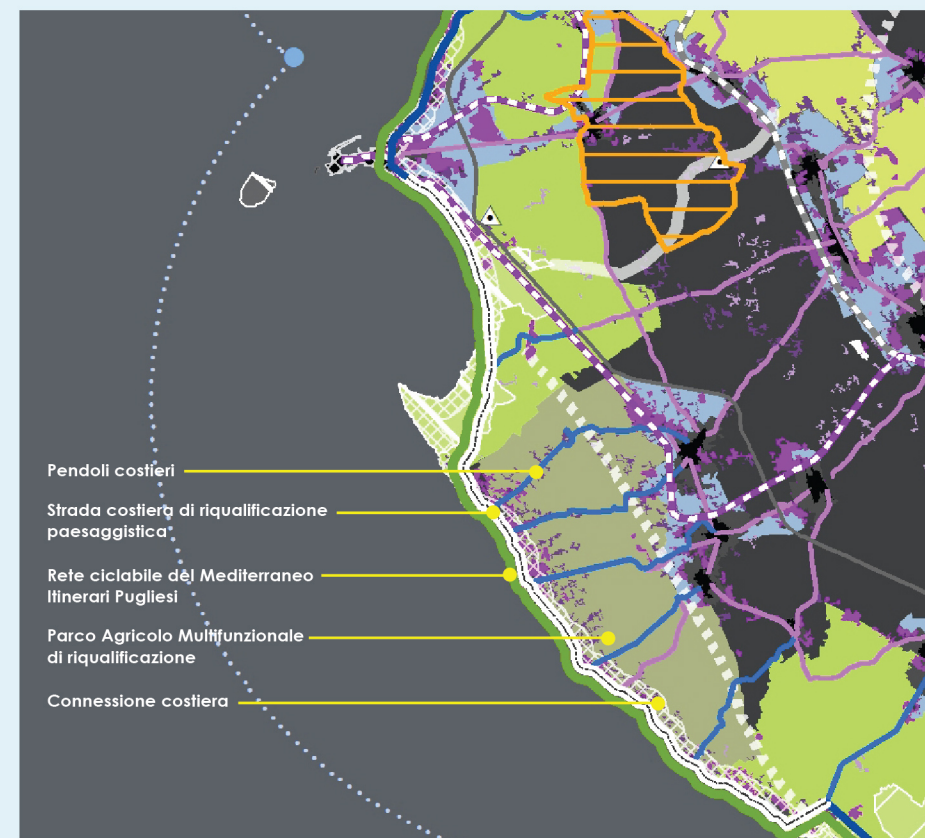 Pendoli costieri
Strada costiera di riqualificazione
paesaggistica
Rete ciclabile del Mediterraneo
Itinerari Pugliesi
Parco Agricolo Multifunzionale
di riqualificazione
Connessione costiera